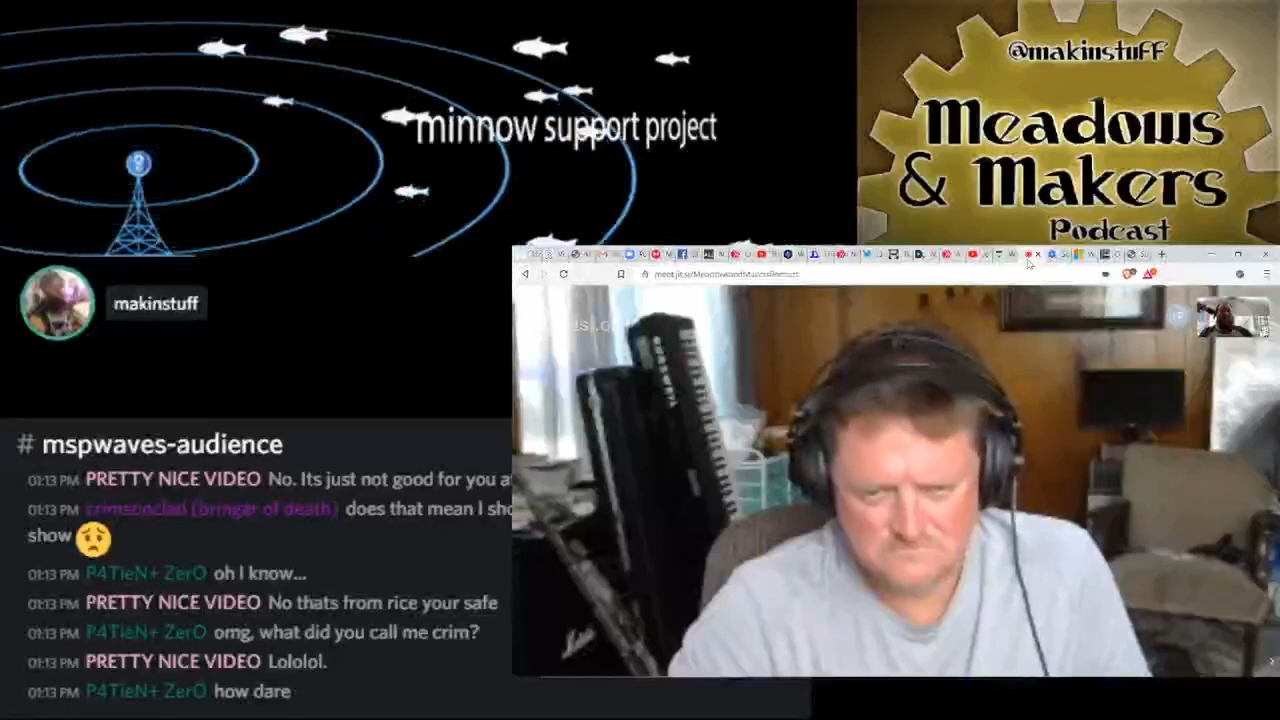 minnow support project
@makinstuff
Meadows
& Makers
Podcast
makinstuff
# mspwaves-audience
01:13 PM PRETTY NICE VIDEO No. Its just not good for you
01:13 PM crimsonclad (bringer of death) does that mean I
show
01:13 PM P4TieN+ ZerO oh I know...
01:13 PM PRETTY NICE VIDEO No thats from rice your safe
01:13 PM P4TieN+ ZerO omg, what did you call me crim?
01:13 PM PRETTY NICE VIDEO Lololol.
01:13 PM P4TieN+ ZerO how dare